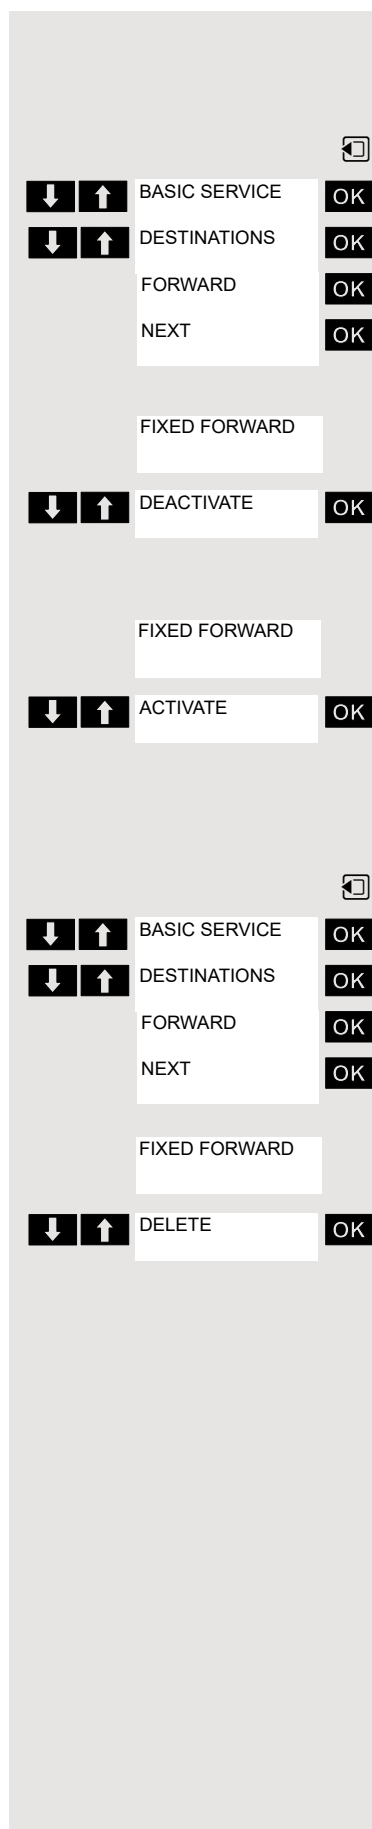 BASIC SERVICE OK
DESTINATIONS OK
FORWARD OK
NEXT OK
FIXED FORWARD
DEACTIVATE OK
FIXED FORWARD
ACTIVATE OK
BASIC SERVICE OK
DESTINATIONS OK
FORWARD OK
NEXT OK
FIXED FORWARD
DELETE OK